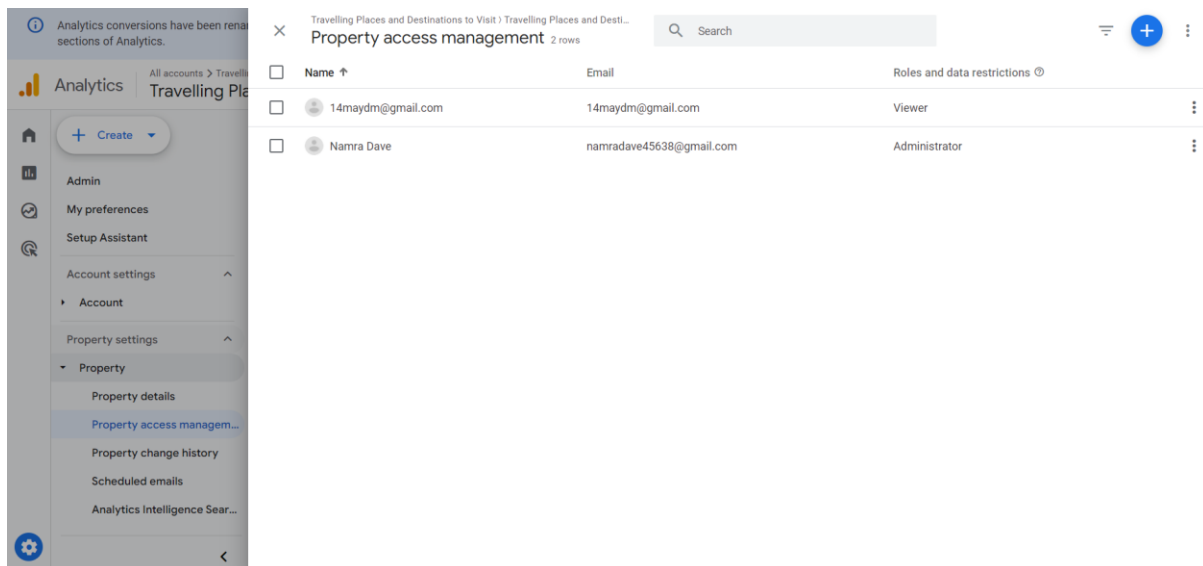 Analytics conversions have been rena
sections of Analytics.
Analytics
All accounts > Travelli
Travelling Pla
Create
Admin
My preferences
Setup Assistant
Account settings
Account
Property settings
Property
Property details
Property access managem...
Property change history
Scheduled emails
Analytics Intelligence Sear...
Travelling Places and Destinations to Visit > Travelling Places and Desti...
Property access management 2 rows
Search
Name Email Roles and data restrictions
14maydm@gmail.com 14maydm@gmail.com Viewer
Namra Dave namradave45638@gmail.com Administrator